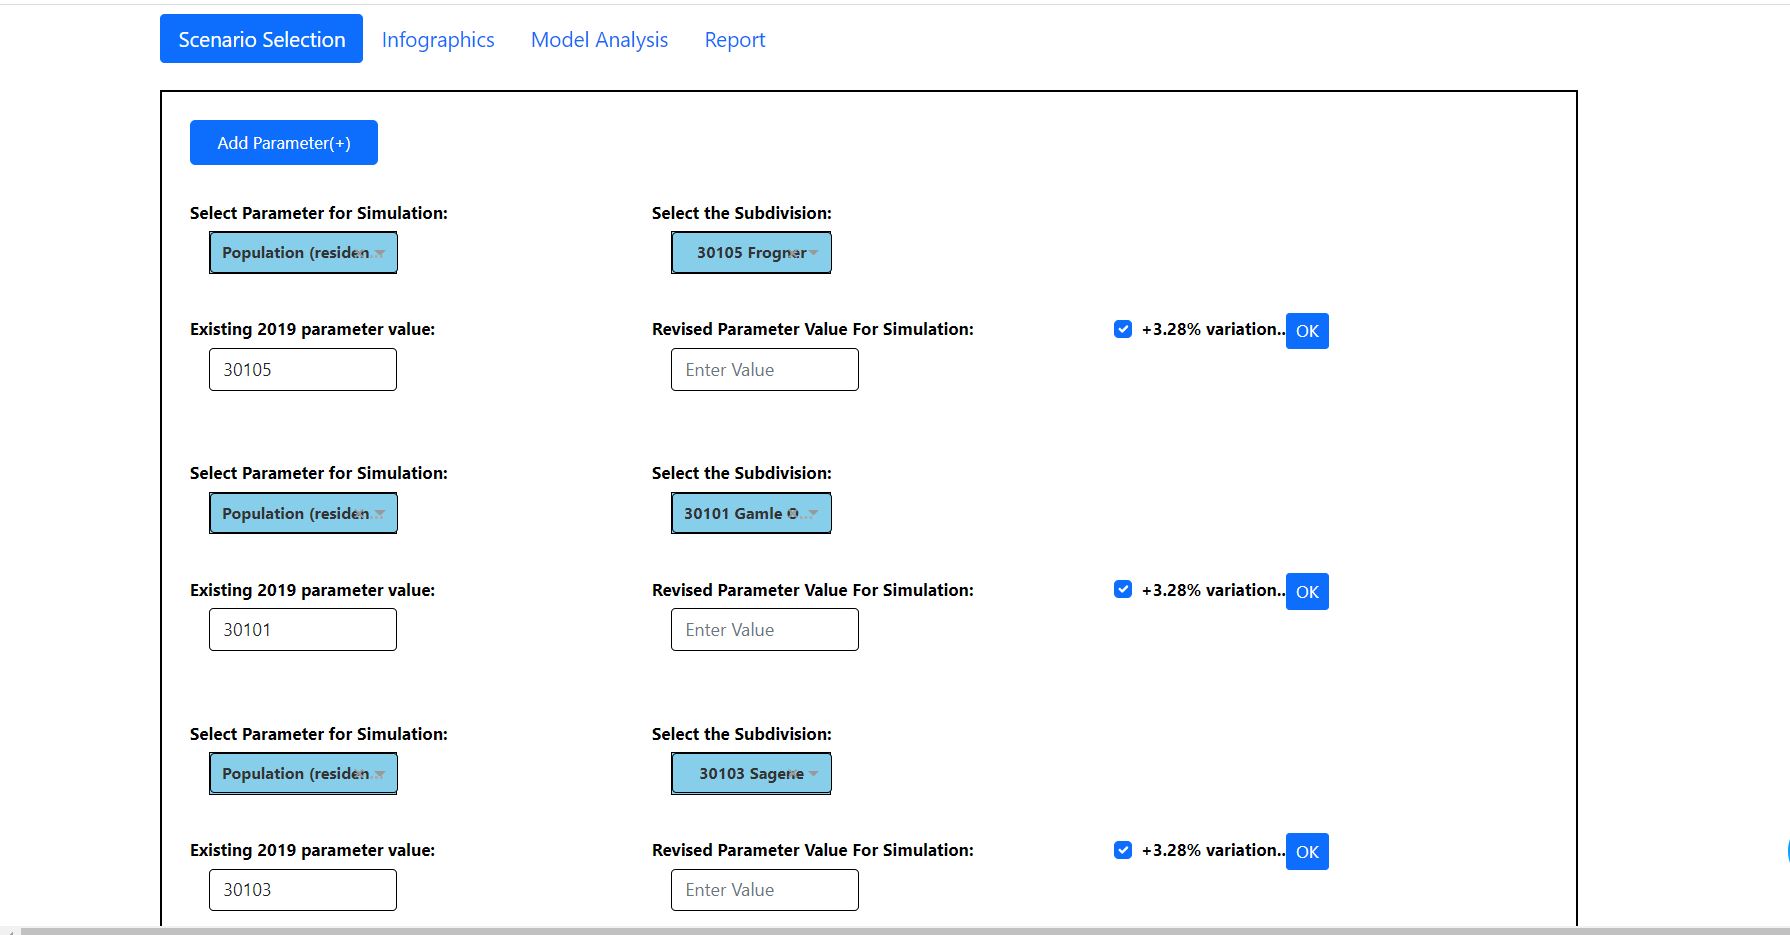 Scenario Selection Infographics Model Analysis Report
Add Parameter(+)
Select Parameter for Simulation: Select the Subdivision:
Population (residen... 30105 Frogner
Existing 2019 parameter value: Revised Parameter Value For Simulation: +3.28% variation.. OK
30105 Enter Value
Select Parameter for Simulation: Select the Subdivision:
Population (residen... 30101 Gamle O...
Existing 2019 parameter value: Revised Parameter Value For Simulation: +3.28% variation.. OK
30101 Enter Value
Select Parameter for Simulation: Select the Subdivision:
Population (residen... 30103 Sagene
Existing 2019 parameter value: Revised Parameter Value For Simulation: +3.28% variation.. OK
30103 Enter Value